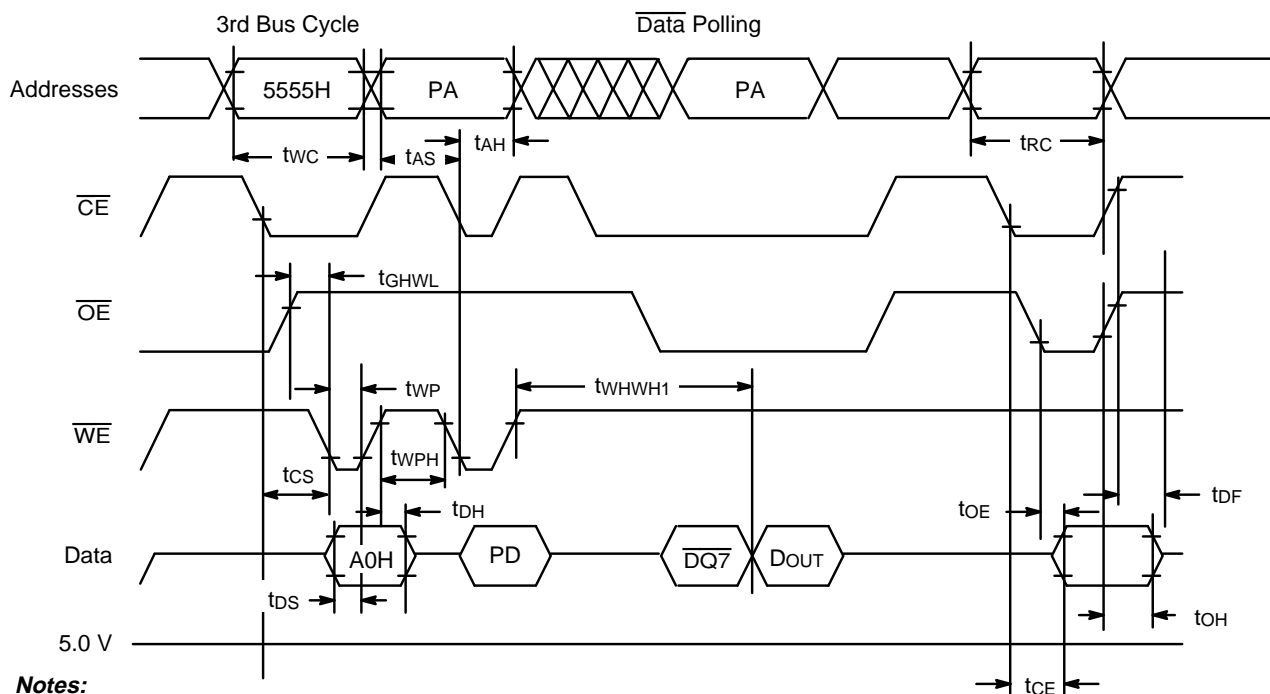 3rd Bus Cycle
Data Polling
Addresses
5555H
PA
PA
tWC
tAS
tAH
tRC
CE
tGHWL
OE
tWP
tWHWH1
WE
tCS
tWPH
tDH
tOE
tDF
Data
A0H
PD
DQ7
DOUT
tDS
tOH
5.0 V
tCE
Notes: